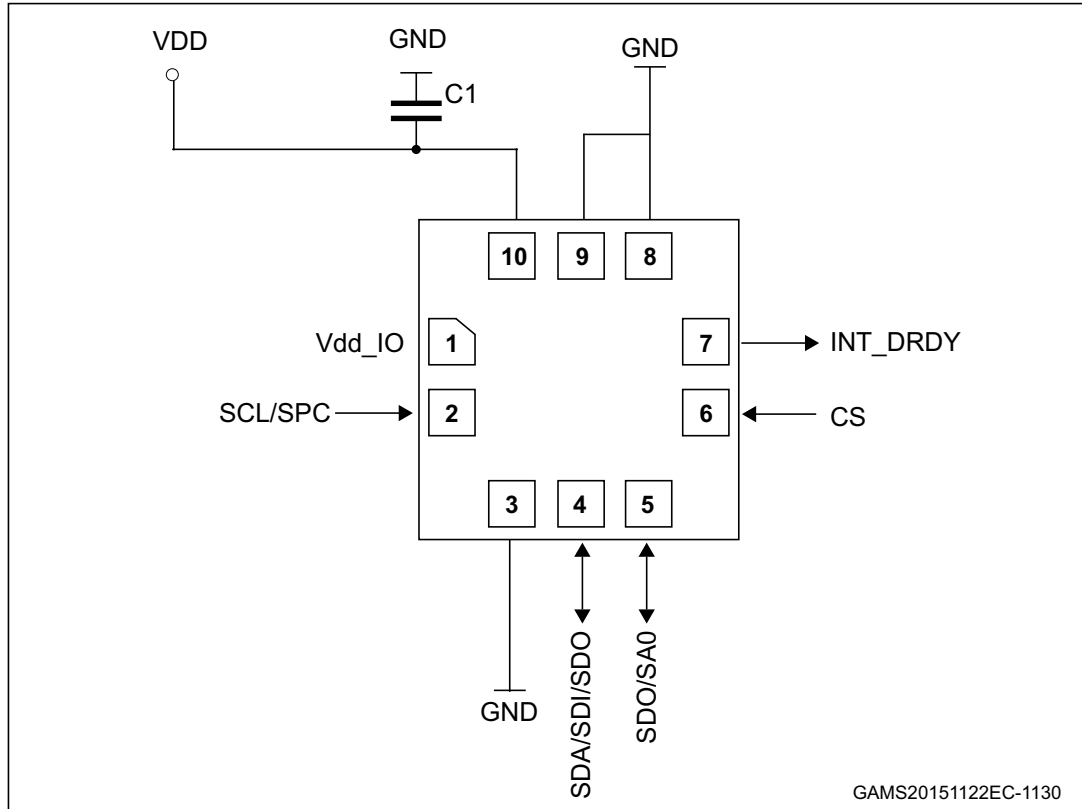 VDD
GND
GND
C1
10
9
8
Vdd_IO
1
7
INT_DRDY
SCL/SPC
2
6
CS
3
4
5
GND
SDA/SDI/SDO
SDO/SA0
GAMS20151122EC-1130